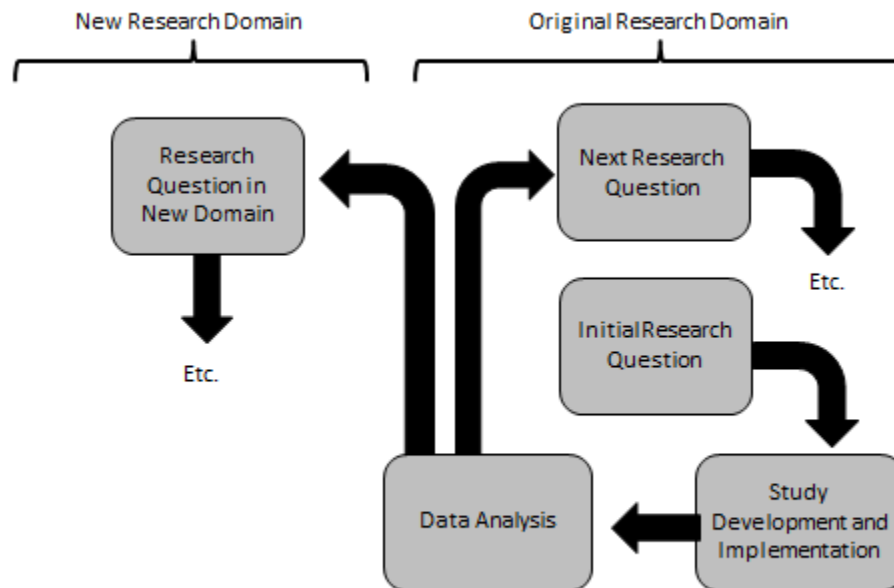 New Research Domain
Original Research Domain
Research
Question in
New Domain
Next Research
Question
Etc.
Initial Research
Question
Etc.
Data Analysis
Study
Development and
Implementation